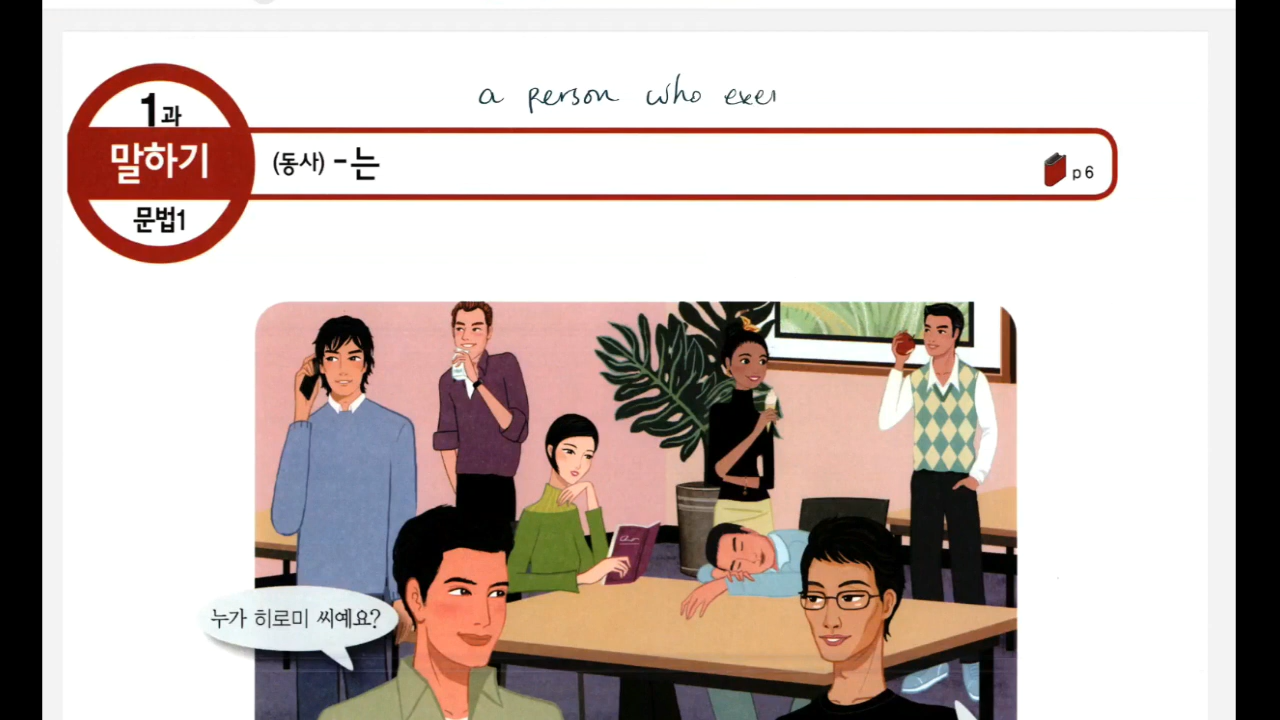 a person who exer
1과
말하기
(동사) -는
p 6
문법1
누가 히로미 씨예요?